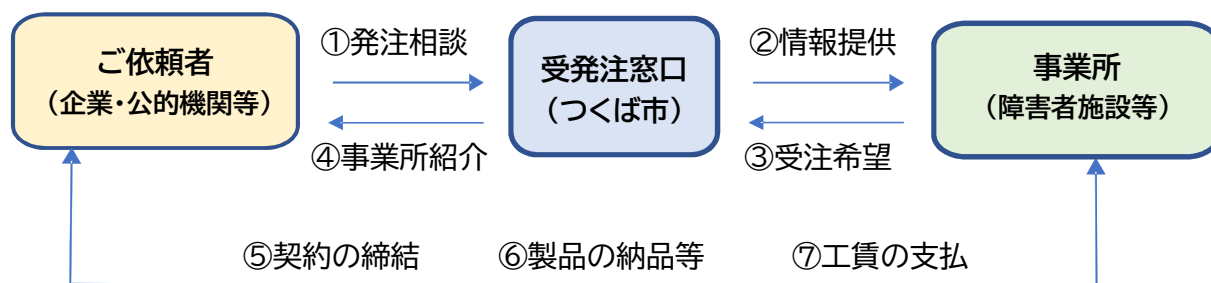 ご依頼者
（企業・公的機関等）
①発注相談
④事業所紹介
受発注窓口
（つくば市）
②情報提供
③受注希望
事業所
（障害者施設等）
⑤契約の締結
⑥製品の納品等
⑦工賃の支払